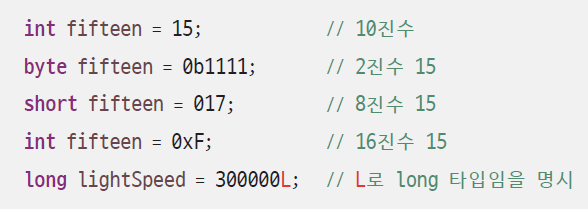 int fifteen = 15; // 10진수
byte fifteen = 0b1111; // 2진수 15
short fifteen = 017; // 8진수 15
int fifteen = 0xF; // 16진수 15
long lightSpeed = 300000L; // L로 long 타입임을 명시